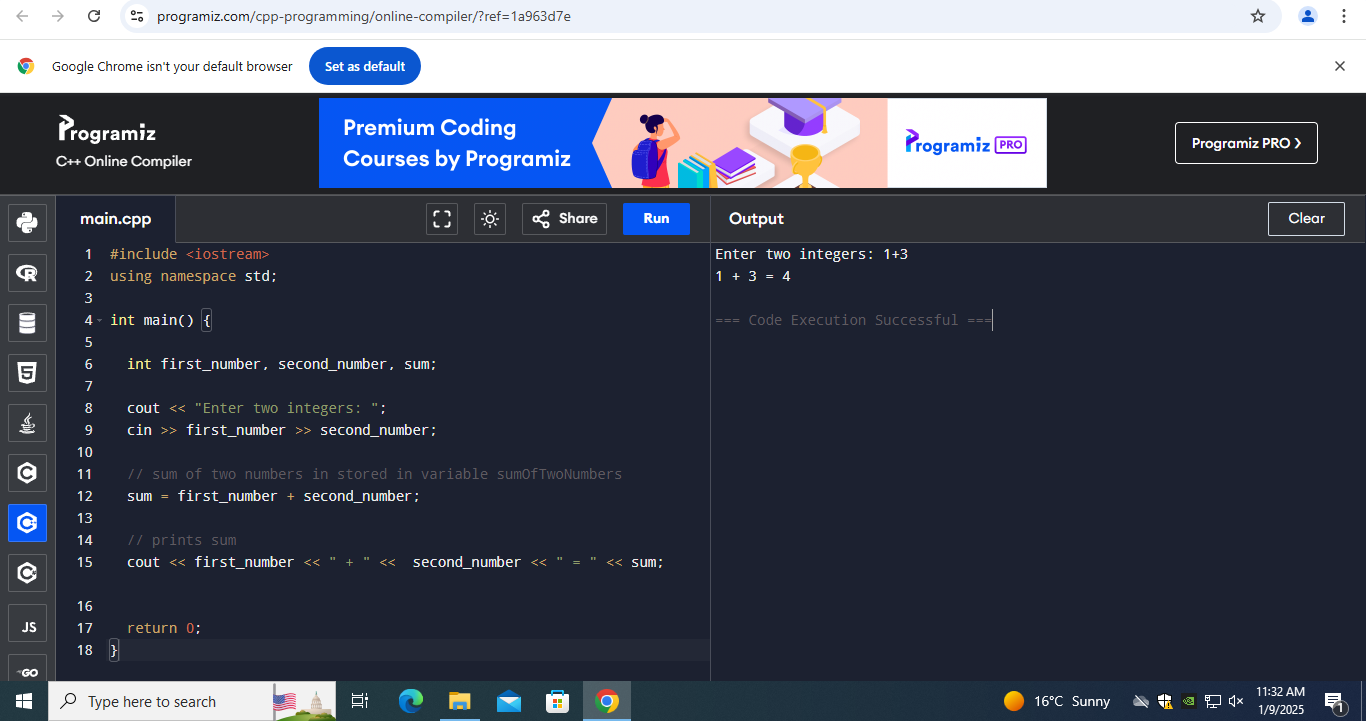 programiz.com/cpp-programming/online-compiler/?ref=1a963d7e
Google Chrome isn't your default browser
Set as default
Programiz
C++ Online Compiler
Premium Coding
Courses by Programiz
Programiz PRO
Programiz PRO ❯
main.cpp
Share
Run
Output
Clear
1 #include <iostream>
2 using namespace std;
3
4 int main() {
5
6 int first_number, second_number, sum;
7
8 cout << "Enter two integers: ";
9 cin >> first_number >> second_number;
10
11 // sum of two numbers in stored in variable sumOfTwoNumbers
12 sum = first_number + second_number;
13
14 // prints sum
15 cout << first_number << " + " <<  second_number << " = " << sum;
16
17 return 0;
18 }
Enter two integers: 1+3
1 + 3 = 4
=== Code Execution Successful ===
R
5
C
C+
C
JS
GO
Type here to search
16°C Sunny
11:32 AM
1/9/2025
1